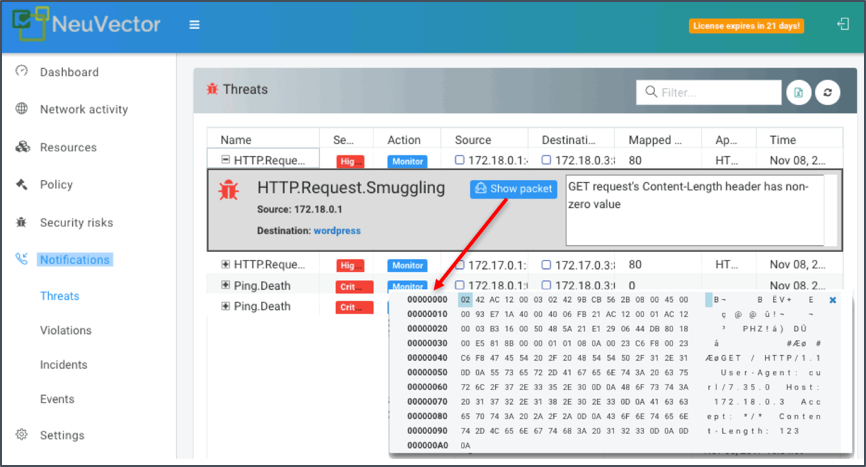 NeuVector
License expires in 21 days!
Dashboard
Network activity
Resources
Policy
Security risks
Notifications
Threats
Violations
Incidents
Events
Settings
Threats
Filter...
Name Se... Action Source Destinati... Mapped ... Ap... Time
HTTP.Reque... Hig... Monitor 172.18.0.1:4 172.18.0.3:8 80 HT... Nov 08, 2...
HTTP.Request.Smuggling
Show packet
Source: 172.18.0.1
Destination: wordpress
GET request's Content-Length header has non-
zero value
HTTP.Reque... Hig... Monitor 172.17.0.1:5 172.18.0.3:8 80 HT... Nov 08, 2...
Ping.Death Crit... Monitor 172.18.0.1:0 172.18.0.3:0 0 Nov 08, 2...
Ping.Death Crit...
00000000 02 42 AC 12 00 03 02 42 9B CB 56 2B 08 00 45 00 B¬ B ËV+ E
00000010 00 93 E7 1A 40 00 40 06 FB 21 AC 12 00 01 AC 12 ç @ @ û!¬ ¬
00000020 00 03 B3 16 00 50 48 5A 21 E1 29 06 44 DB 80 18 ³ PHZ!á) DÛ
00000030 00 E5 81 8B 00 00 01 01 08 0A 00 23 C6 F8 00 23 å #Æø #
00000040 C6 F8 47 45 54 20 2F 20 48 54 54 50 2F 31 2E 31 ÆøGET / HTTP/1.1
00000050 0D 0A 55 73 65 72 2D 41 67 65 6E 74 3A 20 63 75 User-Agent: cu
00000060 72 6C 2F 37 2E 33 35 2E 30 0D 0A 48 6F 73 74 3A rl/7.35.0 Host:
00000070 20 31 37 32 2E 31 38 2E 30 2E 33 0D 0A 41 63 63 172.18.0.3 Acc
00000080 65 70 74 3A 20 2A 2F 2A 0D 0A 43 6F 6E 74 65 6E ept: */* Conten
00000090 74 2D 4C 65 6E 67 74 68 3A 20 31 32 33 0D 0A 0D t-Length: 123
000000A0 0A